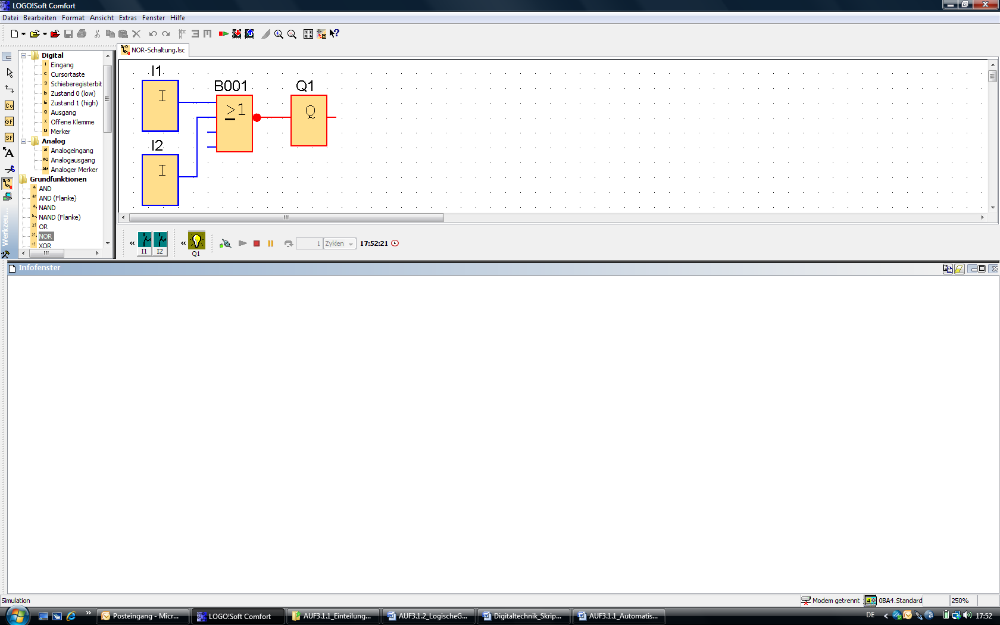 LOGO!Soft Comfort
Datei Bearbeiten Format Ansicht Extras Fenster Hilfe
NOR-Schaltung.lsc
Digital
Eingang
Cursortaste
Schieberegisterbit
Zustand 0 (low)
Zustand 1 (high)
Ausgang
Offene Klemme
Merker
Analog
Analogeingang
Analogausgang
Analoger Merker
Grundfunktionen
AND
AND (Flanke)
NAND
NAND (Flanke)
OR
NOR
XOR
Werkzeu...
I1
I
B001
≥1
Q1
Q
I2
I
« I1 I2 « Q1 1 Zyklen 17:52:21
Infofenster
Simulation Modem getrennt 0BA4.Standard 250%
Posteingang - Micr... LOGO!Soft Comfort AUF3.1.1_Einteilung... AUF3.1.2_LogischeG... Digitaltechnik_Skrip... AUF3.1.1_Automatis... DE 17:52